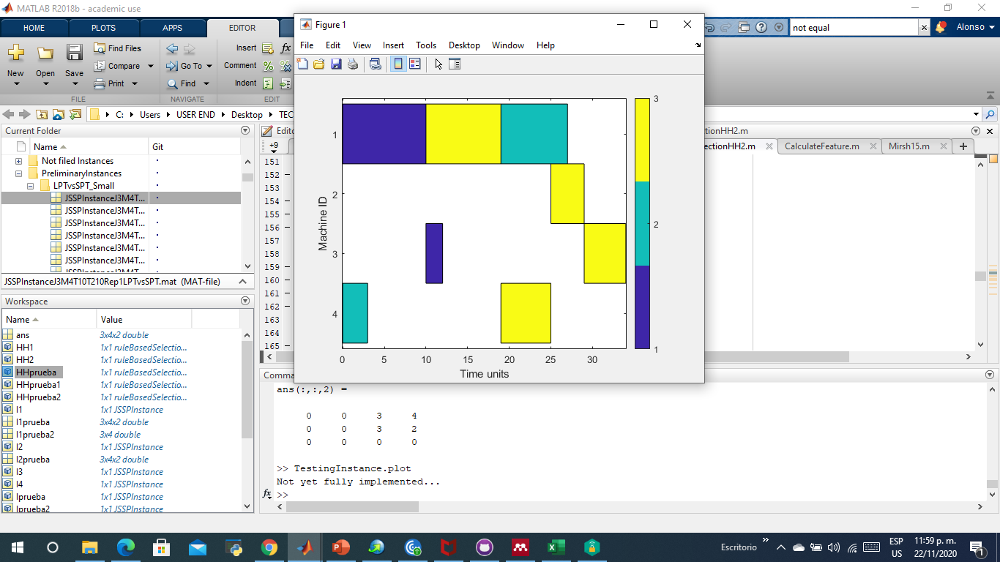 MATLAB R2018b - academic use
HOME PLOTS APPS EDITOR
not equal
Alonso
New
Open
Save
Find Files
Compare
Print
FILE
Go To
Find
NAVIGATE
Insert
Comment
Indent
EDIT
fx
C: Users USER END Desktop TEC
Current Folder
Name Git
Not filed Instances
PreliminaryInstances
LPTvsSPT_Small
JSSPInstanceJ3M4T...
JSSPInstanceJ3M4T...
JSSPInstanceJ3M4T...
JSSPInstanceJ3M4T...
JSSPInstanceJ3M4T...
JSSPInstanceJ3M4T...
JSSPInstanceJ3M4T10T210Rep1LPTvsSPT.mat (MAT-file)
Workspace
Name Value
ans 3x4x2 double
HH1 1x1 ruleBasedSelectio...
HH2 1x1 ruleBasedSelectio...
HHprueba 1x1 ruleBasedSelectio...
HHprueba1 1x1 ruleBasedSelectio...
HHprueba2 1x1 ruleBasedSelectio...
I1 1x1 JSSPInstance
I1prueba 3x4x2 double
I1prueba2 3x4 double
I2 1x1 JSSPInstance
I2prueba 3x4x2 double
I3 1x1 JSSPInstance
I4 1x1 JSSPInstance
Iprueba 1x1 JSSPInstance
Iprueba2 1x1 JSSPInstance
Edito
ectionHH2.m
+9
ectionHH2.m CalculateFeature.m Mirsh15.m +
151
152 –
153 –
154 –
155 –
156 –
157 –
158 –
159 –
160 –
161 –
162 –
163 –
164 –
165 –
Figure 1
File Edit View Insert Tools Desktop Window Help
Machine ID
1
2
3
4
0 5 10 15 20 25 30
Time units
3
2
1
Comma
ans(:,:,2) =
0 0 3 4
0 0 3 2
0 0 0 0
>> TestingInstance.plot
Not yet fully implemented...
fx >>
Escritorio »
ESP
US
11:59 p. m.
22/11/2020
1